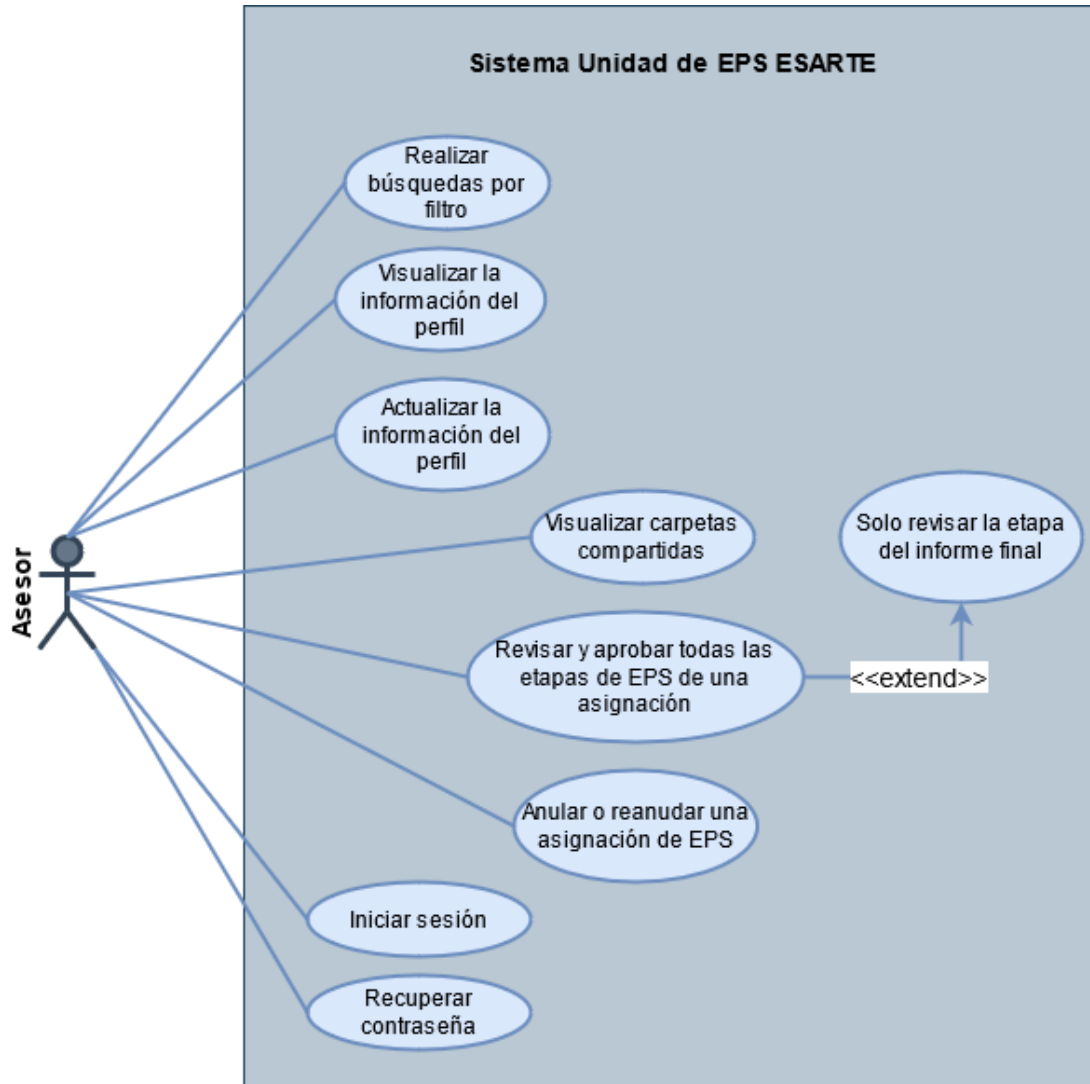 Sistema Unidad de EPS ESARTE
Realizar
búsquedas por
filtro
Visualizar la
información del
perfil
Actualizar la
información del
perfil
Asesor
Visualizar carpetas
compartidas
Solo revisar la etapa
del informe final
Revisar y aprobar todas las
etapas de EPS de una
asignación
<<extend>>
Anular o reanudar una
asignación de EPS
Iniciar sesión
Recuperar
contraseña